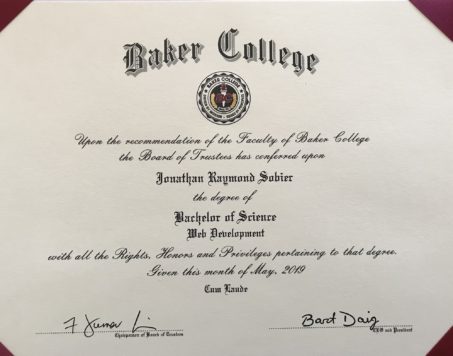 Baker College
BAKER COLLEGE
Upon the recommendation of the Faculty of Baker College
the Board of Trustees has conferred upon
Jonathan Raymond Sobier
the degree of
Bachelor of Science
Web Development
with all the Rights, Honors and Privileges pertaining to that degree.
Given this month of May, 2019
Cum Laude
Bart Daig
Chairperson of Board of Trustees
CEO and President